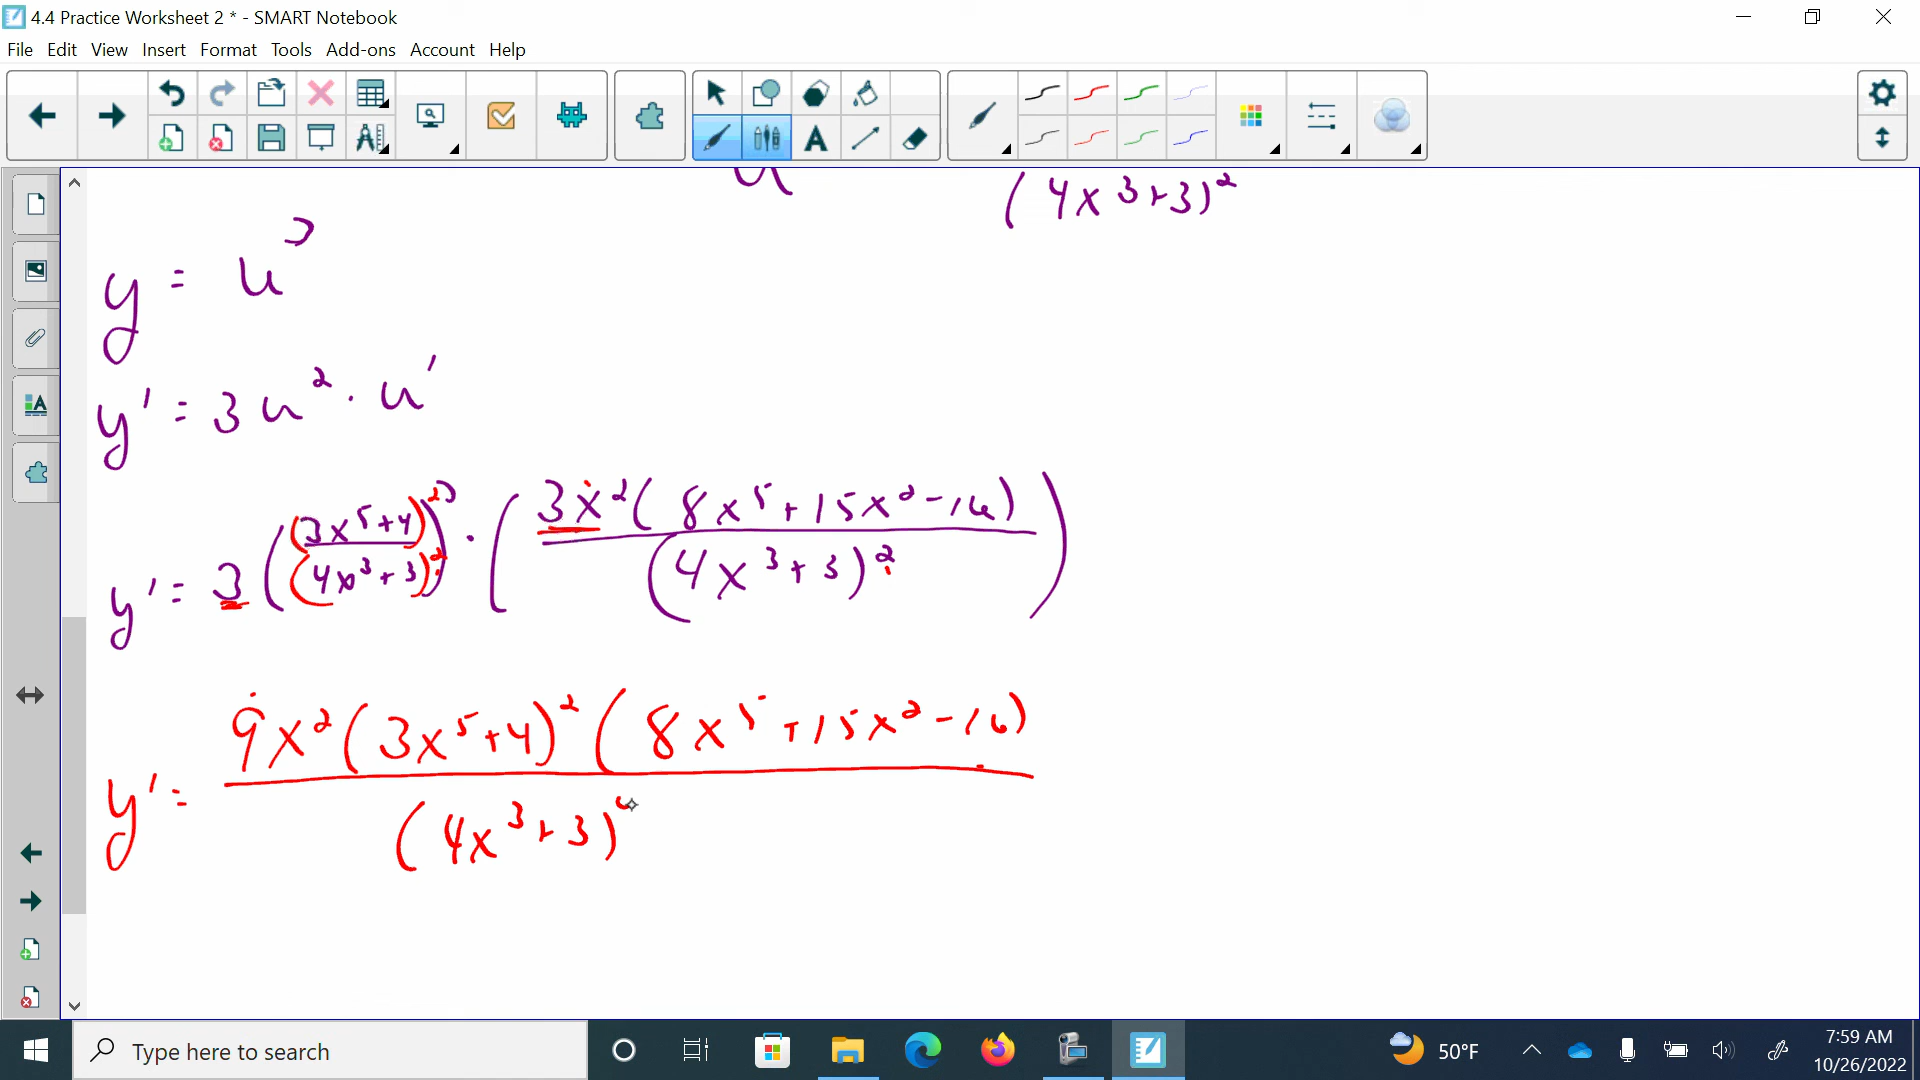 4.4 Practice Worksheet 2 * - SMART Notebook
File Edit View Insert Format Tools Add-ons Account Help
u
(4x³+3)²
y = u³
y' = 3u² · u'
y' = 3((3x⁵+4)²/(4x³+3)²)² · (3x²(8x⁵+15x²-16)/(4x³+3)²)
y' = 9x²(3x⁵+4)²(8x⁵+15x²-16)/(4x³+3)⁴
Type here to search
50°F
7:59 AM
10/26/2022